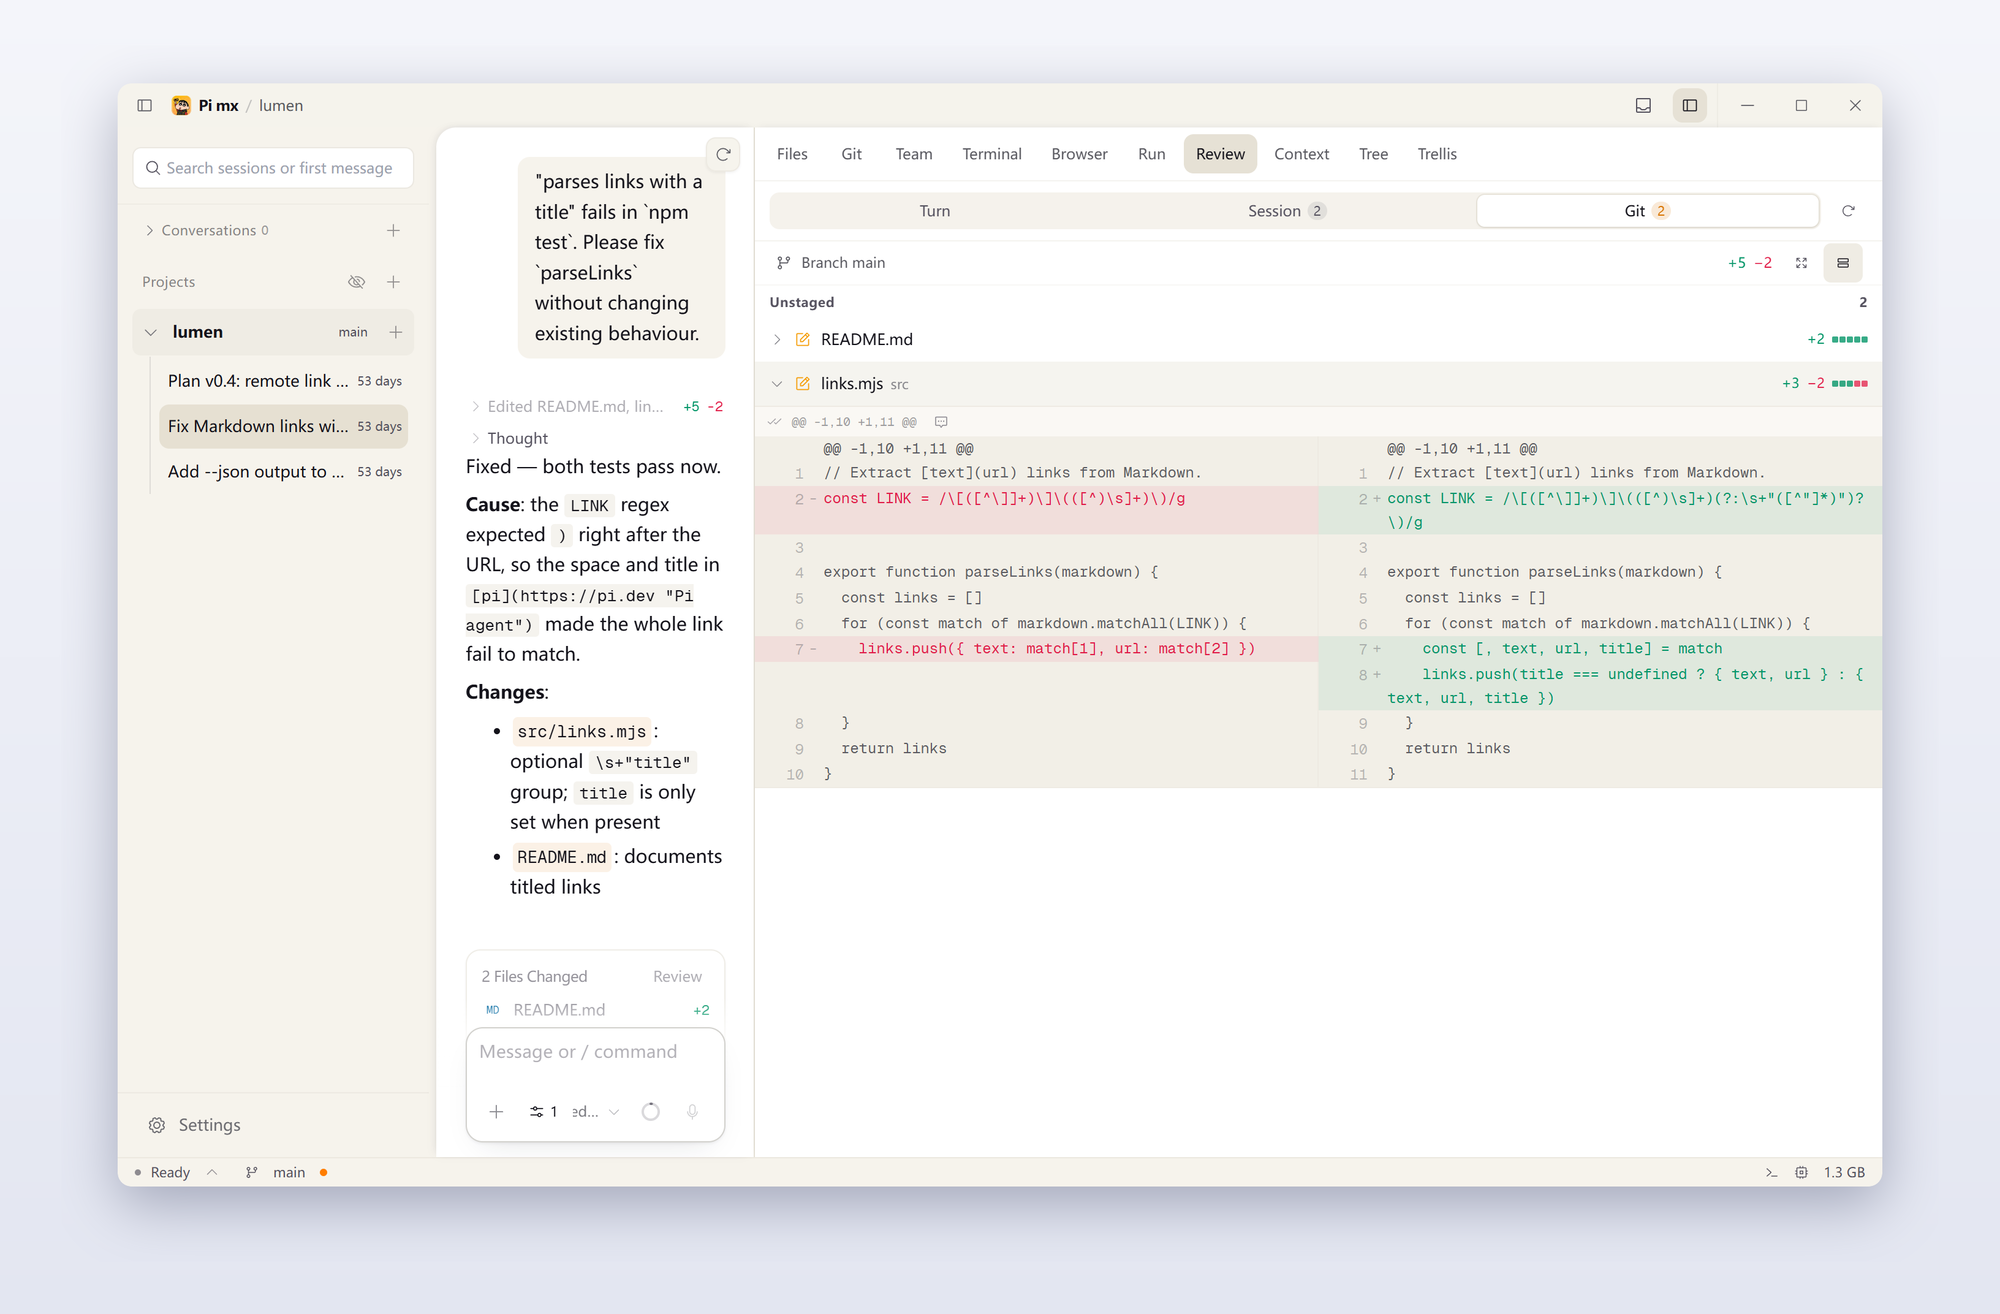 Pi mx / lumen
Search sessions or first message
Conversations 0
Projects
lumen main
Plan v0.4: remote link ... 53 days
Fix Markdown links wi... 53 days
Add --json output to ... 53 days
Settings
"parses links with a
title" fails in `npm
test`. Please fix
`parseLinks`
without changing
existing behaviour.
Edited README.md, lin... +5 -2
Thought
Fixed — both tests pass now.
Cause: the LINK regex
expected ) right after the
URL, so the space and title in
[pi](https://pi.dev "Pi
agent") made the whole link
fail to match.
Changes:
• src/links.mjs:
optional \s+"title"
group; title is only
set when present
• README.md: documents
titled links
2 Files Changed Review
MD README.md +2
Message or / command
1 ed...
Files Git Team Terminal Browser Run Review Context Tree Trellis
Turn Session 2 Git 2
Branch main +5 −2
Unstaged 2
README.md +2
links.mjs src +3 −2
@@ -1,10 +1,11 @@
@@ -1,10 +1,11 @@
1 // Extract [text](url) links from Markdown.
2 - const LINK = /\[([^\]]+)\]\(([^)\s]+)\)/g
3
4 export function parseLinks(markdown) {
5 const links = []
6 for (const match of markdown.matchAll(LINK)) {
7 - links.push({ text: match[1], url: match[2] })
8 }
9 return links
10 }
@@ -1,10 +1,11 @@
1 // Extract [text](url) links from Markdown.
2 + const LINK = /\[([^\]]+)\]\(([^)\s]+)(?:\s+"([^"]*)")?
\)/g
3
4 export function parseLinks(markdown) {
5 const links = []
6 for (const match of markdown.matchAll(LINK)) {
7 + const [, text, url, title] = match
8 + links.push(title === undefined ? { text, url } : {
text, url, title })
9 }
10 return links
11 }
Ready main
1.3 GB